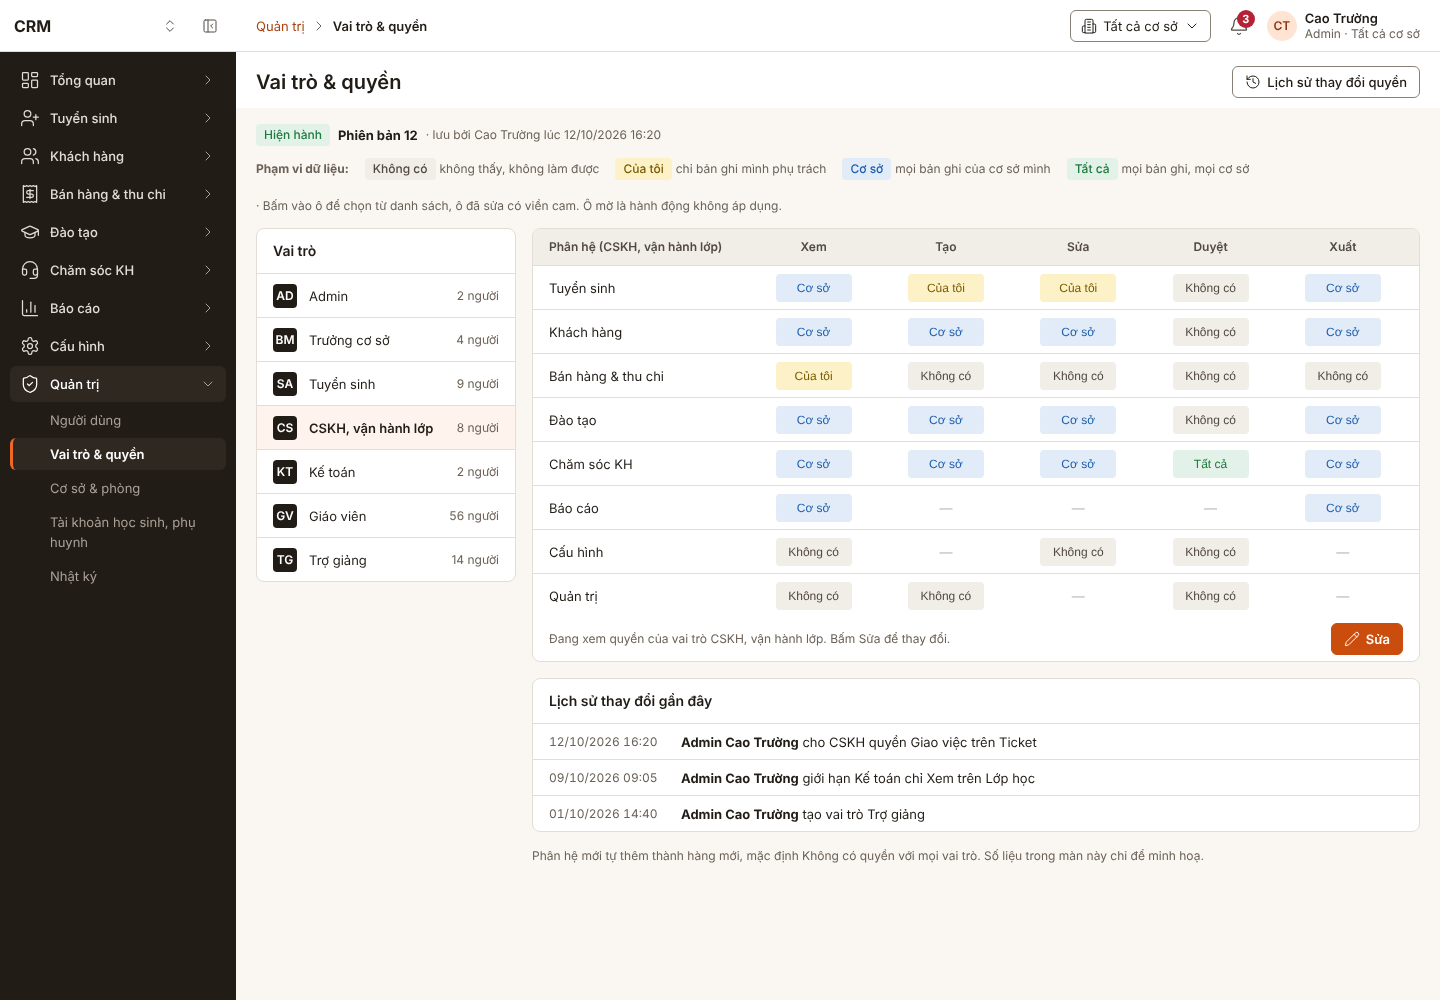 CRM
Quản trị
Vai trò & quyền
Tất cả cơ sở
3
CT
Cao Trường
Admin · Tất cả cơ sở
Tổng quan
Tuyển sinh
Khách hàng
Bán hàng & thu chi
Đào tạo
Chăm sóc KH
Báo cáo
Cấu hình
Quản trị
Người dùng
Vai trò & quyền
Cơ sở & phòng
Tài khoản học sinh, phụ
huynh
Nhật ký
Vai trò & quyền
Lịch sử thay đổi quyền
Hiện hành Phiên bản 12 · lưu bởi Cao Trường lúc 12/10/2026 16:20
Phạm vi dữ liệu: Không có không thấy, không làm được Của tôi chỉ bản ghi mình phụ trách Cơ sở mọi bản ghi của cơ sở mình Tất cả mọi bản ghi, mọi cơ sở
· Bấm vào ô để chọn từ danh sách, ô đã sửa có viền cam. Ô mờ là hành động không áp dụng.
Vai trò
AD Admin 2 người
BM Trưởng cơ sở 4 người
SA Tuyển sinh 9 người
CS CSKH, vận hành lớp 8 người
KT Kế toán 2 người
GV Giáo viên 56 người
TG Trợ giảng 14 người
Phân hệ (CSKH, vận hành lớp) Xem Tạo Sửa Duyệt Xuất
Tuyển sinh Cơ sở Của tôi Của tôi Không có Cơ sở
Khách hàng Cơ sở Cơ sở Cơ sở Không có Cơ sở
Bán hàng & thu chi Của tôi Không có Không có Không có Không có
Đào tạo Cơ sở Cơ sở Cơ sở Không có Cơ sở
Chăm sóc KH Cơ sở Cơ sở Cơ sở Tất cả Cơ sở
Báo cáo Cơ sở — — — Cơ sở
Cấu hình Không có — Không có Không có —
Quản trị Không có Không có — Không có —
Đang xem quyền của vai trò CSKH, vận hành lớp. Bấm Sửa để thay đổi.
Sửa
Lịch sử thay đổi gần đây
12/10/2026 16:20 Admin Cao Trường cho CSKH quyền Giao việc trên Ticket
09/10/2026 09:05 Admin Cao Trường giới hạn Kế toán chỉ Xem trên Lớp học
01/10/2026 14:40 Admin Cao Trường tạo vai trò Trợ giảng
Phân hệ mới tự thêm thành hàng mới, mặc định Không có quyền với mọi vai trò. Số liệu trong màn này chỉ để minh hoạ.